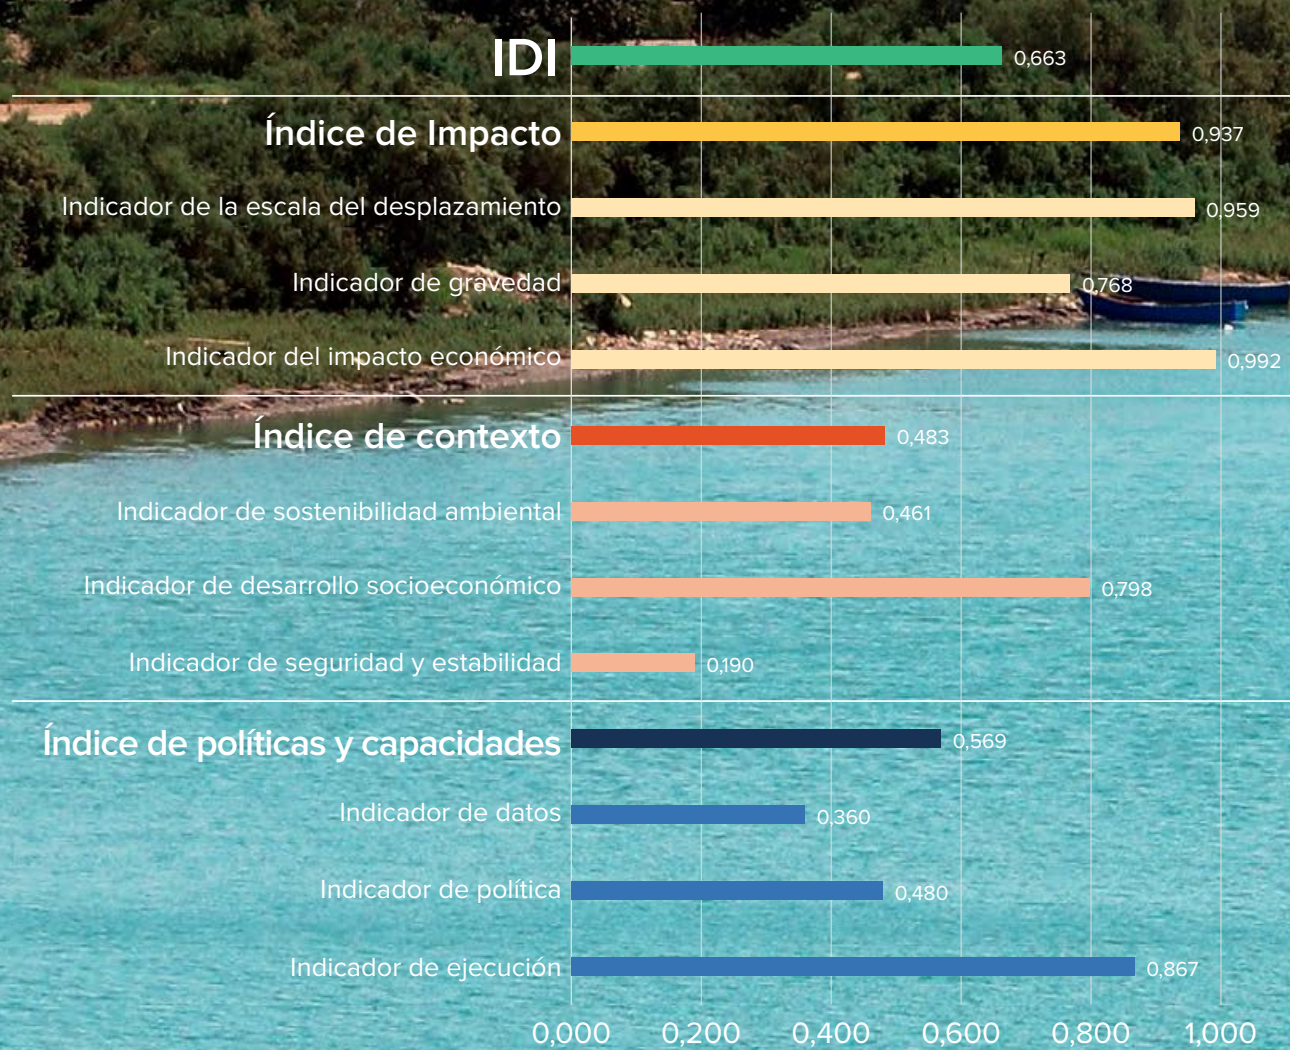 IDI 0,663
Índice de Impacto 0,937
Indicador de la escala del desplazamiento 0,959
Indicador de gravedad 0,768
Indicador del impacto económico 0,992
Índice de contexto 0,483
Indicador de sostenibilidad ambiental 0,461
Indicador de desarrollo socioeconómico 0,798
Indicador de seguridad y estabilidad 0,190
Índice de políticas y capacidades 0,569
Indicador de datos 0,360
Indicador de política 0,480
Indicador de ejecución 0,867
0,000 0,200 0,400 0,600 0,800 1,000